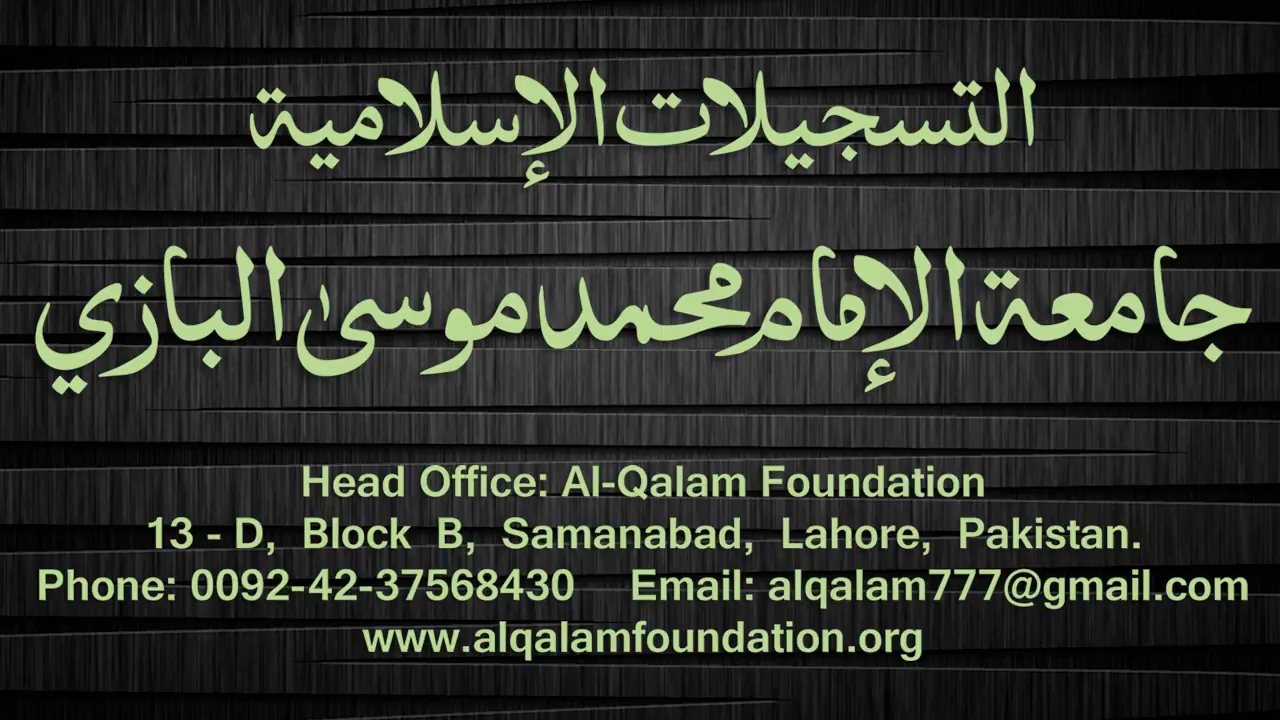 التسجيلات الإسلامية
جامعة الإمام محمد موسى البازي
Head Office: Al-Qalam Foundation
13 - D, Block B, Samanabad, Lahore, Pakistan.
Phone: 0092-42-37568430 Email: alqalam777@gmail.com
www.alqalamfoundation.org